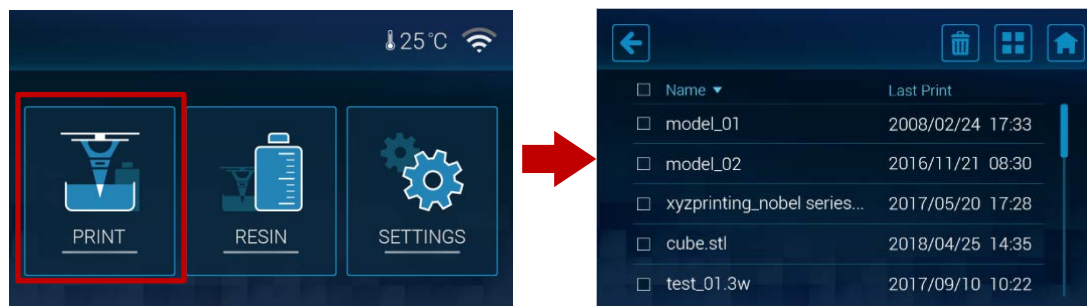 25°C
PRINT
RESIN
SETTINGS
Name ▼ Last Print
model_01 2008/02/24 17:33
model_02 2016/11/21 08:30
xyzprinting_nobel series... 2017/05/20 17:28
cube.stl 2018/04/25 14:35
test_01.3w 2017/09/10 10:22